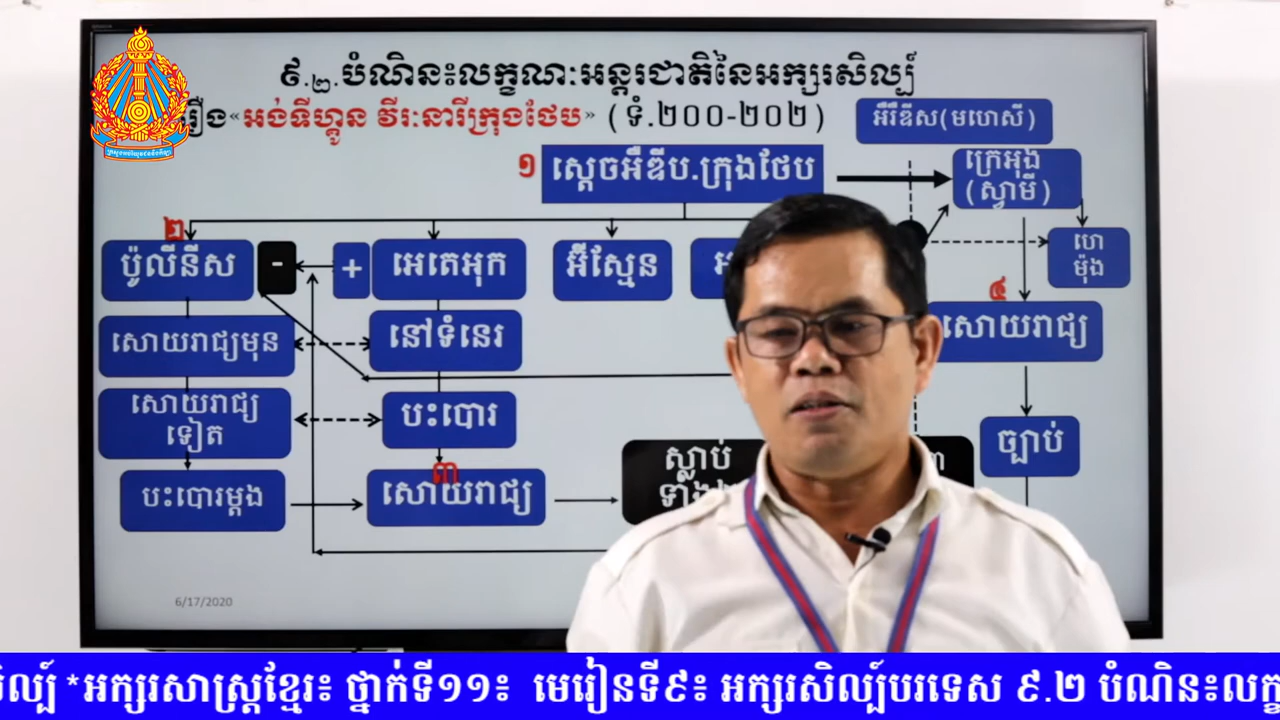 ៩.២.បំណិន៖លក្ខណៈអន្តរជាតិនៃអក្សរសិល្ប៍
រឿង«អង់ទីហ្គូន វីរៈនារីក្រុងថែប» (ទំ.២០០-២០២)
អឺរីឌីស(មហេសី)
១ ស្តេចអឺឌីប.ក្រុងថែប
ក្រេអុង
(ស្វាមី)
២
ប៉ូលីនីស - + អេតេអុក អ៊ីស្មែន
ហេ
ម៉ុង
៤
សោយរាជ្យមុន នៅទំនេរ សោយរាជ្យ
សោយរាជ្យ
ទៀត
បះបោរ ច្បាប់
៣
បះបោរម្តង សោយរាជ្យ
ស្លាប់
6/17/2020
*អក្សរសាស្ត្រខ្មែរ៖ ថ្នាក់ទី១១៖ មេរៀនទី៩៖ អក្សរសិល្ប៍បរទេស ៩.២ បំណិន៖លក្ខ